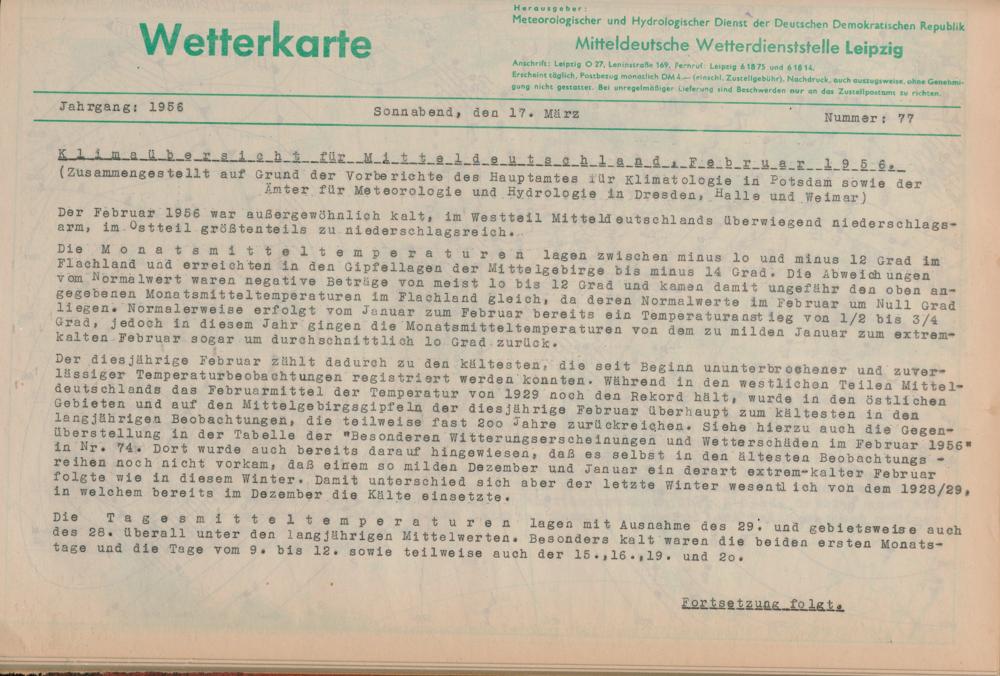 Wetterkarte
Herausgeber:
Meteorologischer und Hydrologischer Dienst der Deutschen Demokratischen Republik
Mitteldeutsche Wetterdienststelle Leipzig
Anschrift: Leipzig O 27, Leninstraße 169, Fernruf: Leipzig 61875 und 61814.
Erscheint täglich, Postbezug monatlich DM 4.— (einschl. Zustellgebühr). Nachdruck, auch auszugsweise, ohne Genehmi-
gung nicht gestattet. Bei unregelmäßiger Lieferung sind Beschwerden nur an das Zustellpostamt zu richten.
Jahrgang: 1956
Sonnabend, den 17. März
Nummer: 77
K l i m a ü b e r s i c h t für M i t t e l d e u t s c h l a n d, F e b r u a r 1 9 5 6.
(Zusammengestellt auf Grund der Vorberichte des Hauptamtes für Klimatologie in Potsdam sowie der
Ämter für Meteorologie und Hydrologie in Dresden, Halle und Weimar)
Der Februar 1956 war außergewöhnlich kalt, im Westteil Mitteldeutschlands überwiegend niederschlags-
arm, im Ostteil größtenteils zu niederschlagsreich.
Die M o n a t s m i t t e l t e m p e r a t u r e n lagen zwischen minus lo und minus 12 Grad im
Flachland und erreichten in den Gipfellagen der Mittelgebirge bis minus 14 Grad. Die Abweichungen
vom Normalwert waren negative Beträge von meist lo bis 12 Grad und kamen damit ungefähr den oben an-
gegebenen Monatsmitteltemperaturen im Flachland gleich, da deren Normalwerte im Februar um Null Grad
liegen. Normalerweise erfolgt vom Januar zum Februar bereits ein Temperaturanstieg von 1/2 bis 3/4
Grad, jedoch in diesem Jahr gingen die Monatsmitteltemperaturen von dem zu milden Januar zum extrem-
kalten Februar sogar um durchschnittlich lo Grad zurück.
Der diesjährige Februar zählt dadurch zu den kältesten, die seit Beginn ununterbrochener und zuver-
lässiger Temperaturbeobachtungen registriert werden konnten. Während in den westlichen Teilen Mittel-
deutschlands das Februarmittel der Temperatur von 1929 noch den Rekord hält, wurde in den östlichen
Gebieten und auf den Mittelgebirgsgipfeln der diesjährige Februar überhaupt zum kältesten in den
langjährigen Beobachtungen, die teilweise fast 2oo Jahre zurückreichen. Siehe hierzu auch die Gegen-
überstellung in der Tabelle der "Besonderen Witterungserscheinungen und Wetterschäden im Februar 1956"
in Nr. 74. Dort wurde auch bereits darauf hingewiesen, daß es selbst in den ältesten Beobachtungs -
reihen noch nicht vorkam, daß einem so milden Dezember und Januar ein derart extrem-kalter Februar
folgte wie in diesem Winter. Damit unterschied sich aber der letzte Winter wesentlich von dem 1928/29,
in welchem bereits im Dezember die Kälte einsetzte.
Die T a g e s m i t t e l t e m p e r a t u r e n lagen mit Ausnahme des 29. und gebietsweise auch
des 28. überall unter den langjährigen Mittelwerten. Besonders kalt waren die beiden ersten Monats-
tage und die Tage vom 9. bis 12. sowie teilweise auch der 15.,16.,19. und 2o.
Fortsetzung folgt.